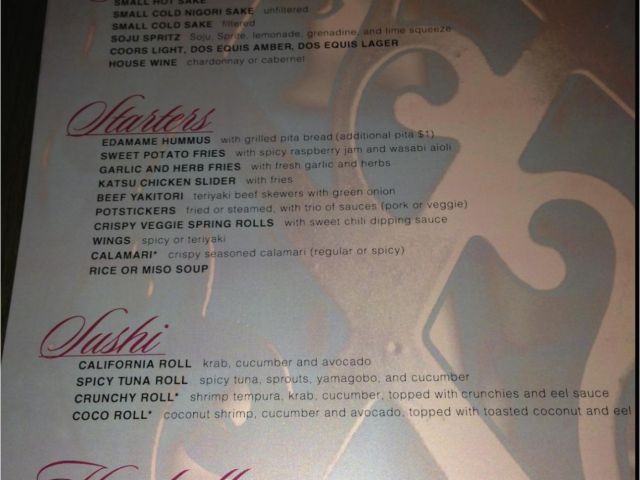 SMALL HOT SAKE
SMALL COLD NIGORI SAKE unfiltered
SMALL COLD SAKE filtered
SOJU SPRITZ Soju, Sprite, lemonade, grenadine, and lime squeeze
COORS LIGHT, DOS EQUIS AMBER, DOS EQUIS LAGER
HOUSE WINE chardonnay or cabernet
Starters
EDAMAME HUMMUS with grilled pita bread (additional pita $1)
SWEET POTATO FRIES with spicy raspberry jam and wasabi aioli
GARLIC AND HERB FRIES with fresh garlic and herbs
KATSU CHICKEN SLIDER with fries
BEEF YAKITORI teriyaki beef skewers with green onion
POTSTICKERS fried or steamed, with trio of sauces (pork or veggie)
CRISPY VEGGIE SPRING ROLLS with sweet chili dipping sauce
WINGS spicy or teriyaki
CALAMARI* crispy seasoned calamari (regular or spicy)
RICE OR MISO SOUP
Sushi
CALIFORNIA ROLL krab, cucumber and avocado
SPICY TUNA ROLL spicy tuna, sprouts, yamagobo, and cucumber
CRUNCHY ROLL* shrimp tempura, krab, cucumber, topped with crunchies and eel sauce
COCO ROLL* coconut shrimp, cucumber and avocado, topped with toasted coconut and eel